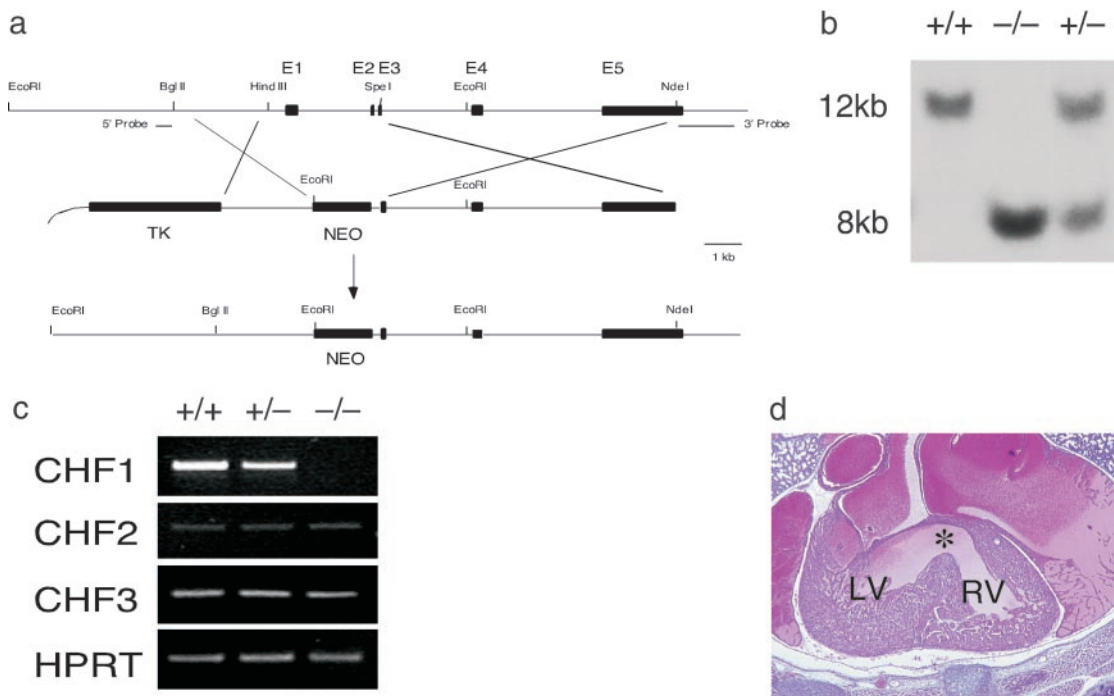 a
E1 E2 E3 E4 E5
EcoRI Bgl II Hind III Spe I EcoRI Nde I
5' Probe 3' Probe
EcoRI EcoRI
TK NEO
1 kb
EcoRI Bgl II EcoRI EcoRI Nde I
NEO
b
+/+ –/– +/–
12kb
8kb
c
+/+ +/– –/–
CHF1
CHF2
CHF3
HPRT
d
*
LV RV